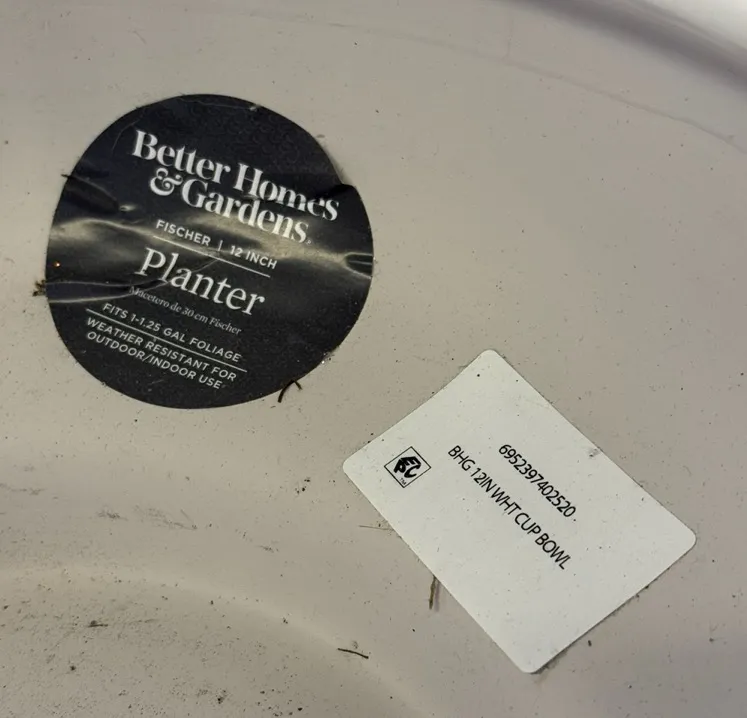 Better Homes
& Gardens®
FISCHER | 12 INCH
Planter
Macetero de 30 cm Fischer
FITS 1-1.25 GAL FOLIAGE
WEATHER RESISTANT FOR
OUTDOOR/INDOOR USE
6952397402520
BHG 12IN WHT CUP BOWL